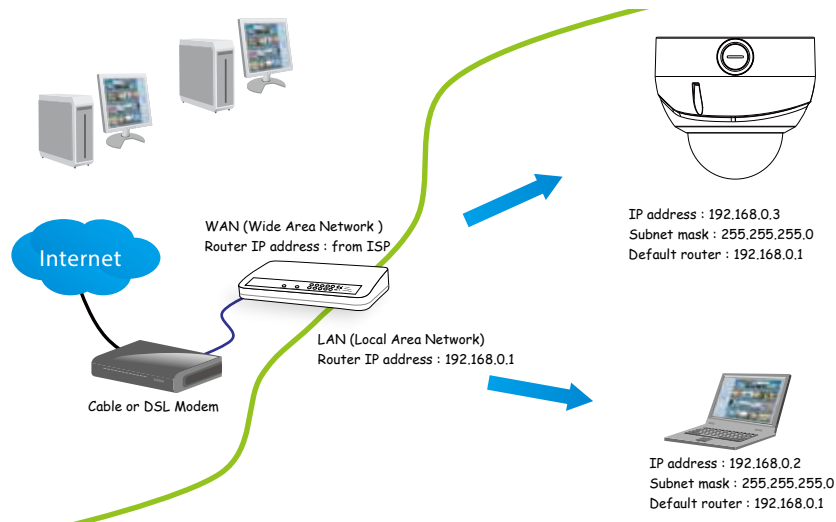 WAN (Wide Area Network )
Router IP address : from ISP
Internet
Cable or DSL Modem
LAN (Local Area Network)
Router IP address : 192.168.0.1
IP address : 192.168.0.3
Subnet mask : 255.255.255.0
Default router : 192.168.0.1
IP address : 192.168.0.2
Subnet mask : 255.255.255.0
Default router : 192.168.0.1